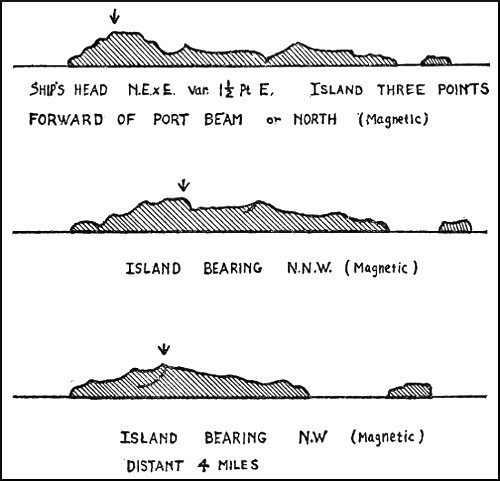 SHIP'S HEAD N.E x E. Var. 1½ Pt E, ISLAND THREE POINTS
FORWARD OF PORT BEAM or NORTH (Magnetic)
ISLAND BEARING N.N.W. (Magnetic)
ISLAND BEARING N.W (Magnetic)
DISTANT 4 MILES